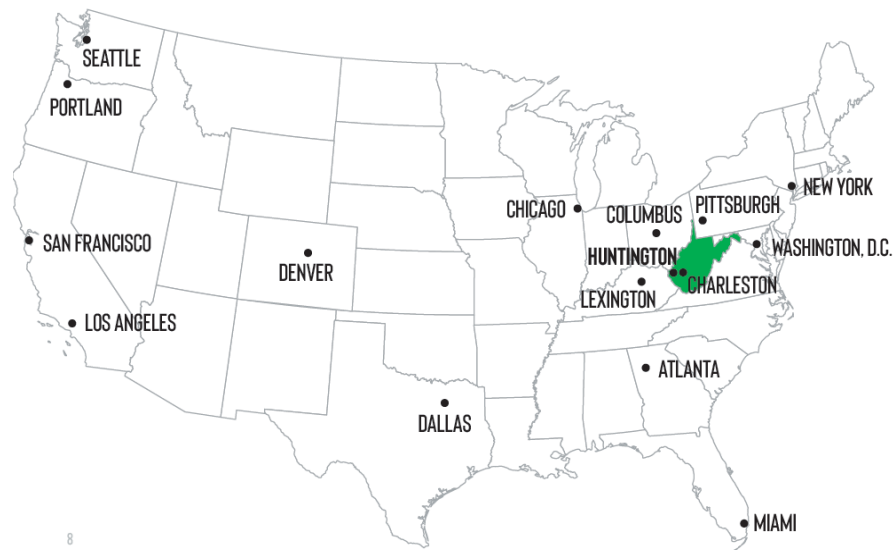 SEATTLE
PORTLAND
NEW YORK
CHICAGO
COLUMBUS
PITTSBURGH
SAN FRANCISCO
WASHINGTON, D.C.
HUNTINGTON
DENVER
CHARLESTON
LEXINGTON
LOS ANGELES
ATLANTA
DALLAS
MIAMI
8